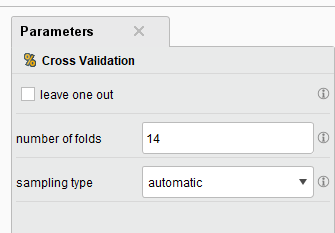 Parameters
Cross Validation
leave one out
number of folds 14
sampling type automatic